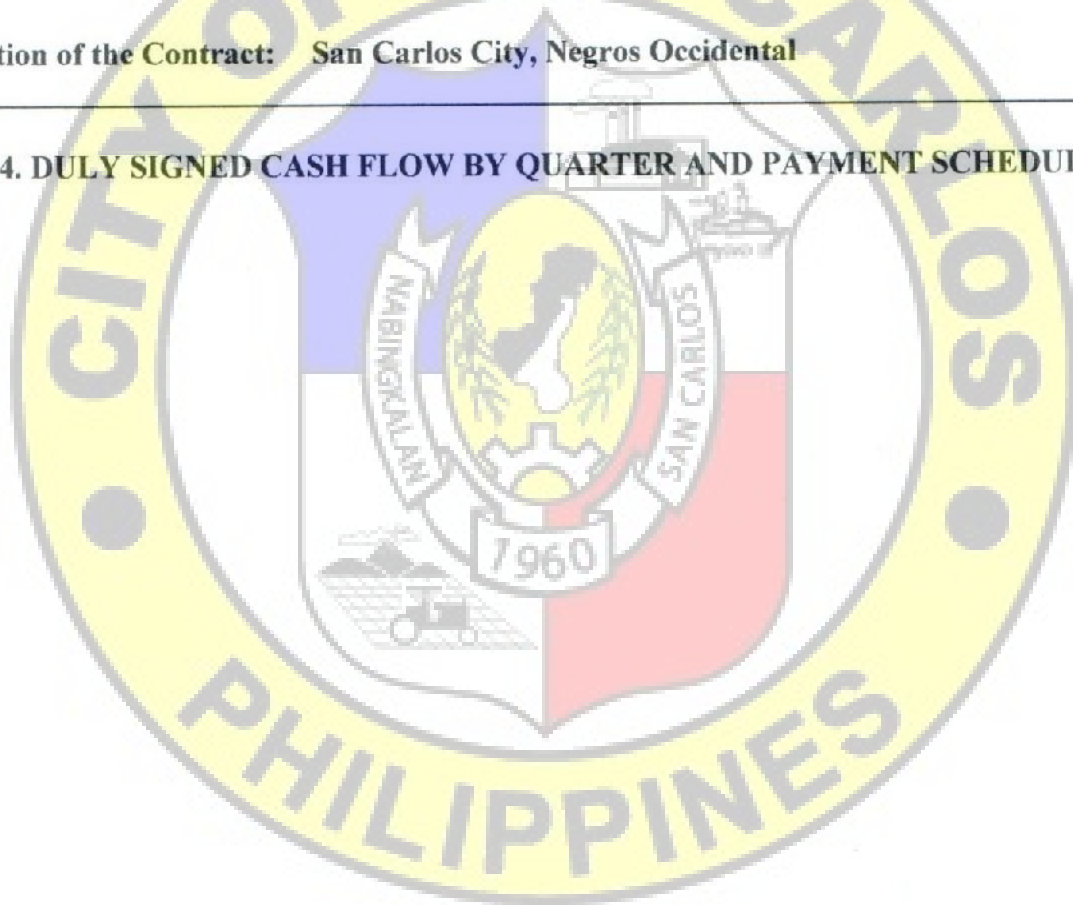 CITY OF CARLOS
tion of the Contract: San Carlos City, Negros Occidental
4. DULY SIGNED CASH FLOW BY QUARTER AND PAYMENT SCHEDU
NABINGKALAN
SAN CARLOS
1960
PHILIPPINES